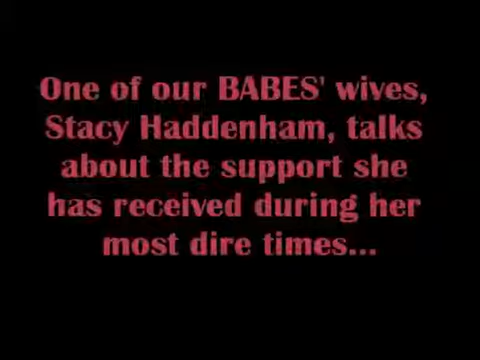 One of our BABES' wives,
Stacy Haddenham, talks
about the support she
has received during her
most dire times...